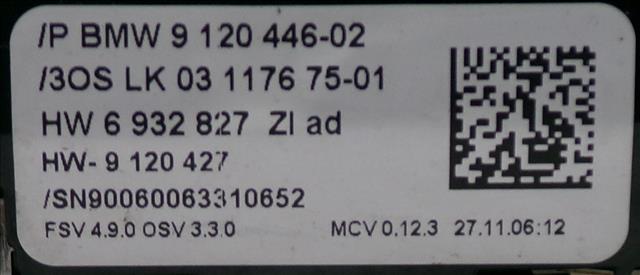 /P BMW 9 120 446-02
/3OS LK 03 1176 75-01
HW 6 932 827 ZI ad
HW- 9 120 427
/SN90060063310652
FSV 4.9.0 OSV 3.3.0 MCV 0.12.3 27.11.06:12